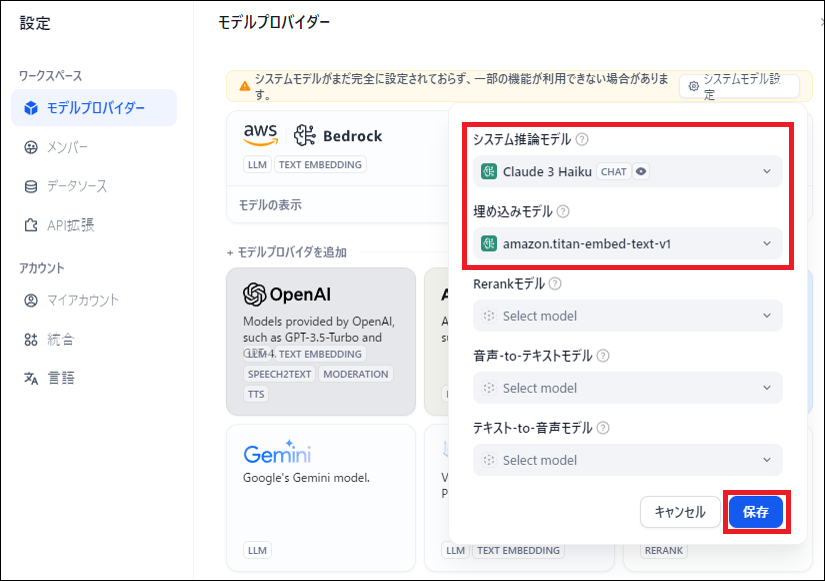 設定
モデルプロバイダー
ワークスペース
モデルプロバイダー
メンバー
データソース
API拡張
アカウント
マイアカウント
統合
言語
システムモデルがまだ完全に設定されておらず、一部の機能が利用できない場合がありま
す。
システムモデル設
定
aws Bedrock
LLM TEXT EMBEDDING
モデルの表示
+ モデルプロバイダを追加
OpenAI
Models provided by OpenAI,
such as GPT-3.5-Turbo and
GPT-4.
LLM TEXT EMBEDDING
SPEECH2TEXT MODERATION
TTS
Gemini
Google's Gemini model.
LLM
LLM TEXT EMBEDDING
RERANK
システム推論モデル
Claude 3 Haiku CHAT
埋め込みモデル
amazon.titan-embed-text-v1
Rerankモデル
Select model
音声-to-テキストモデル
Select model
テキスト-to-音声モデル
Select model
キャンセル 保存